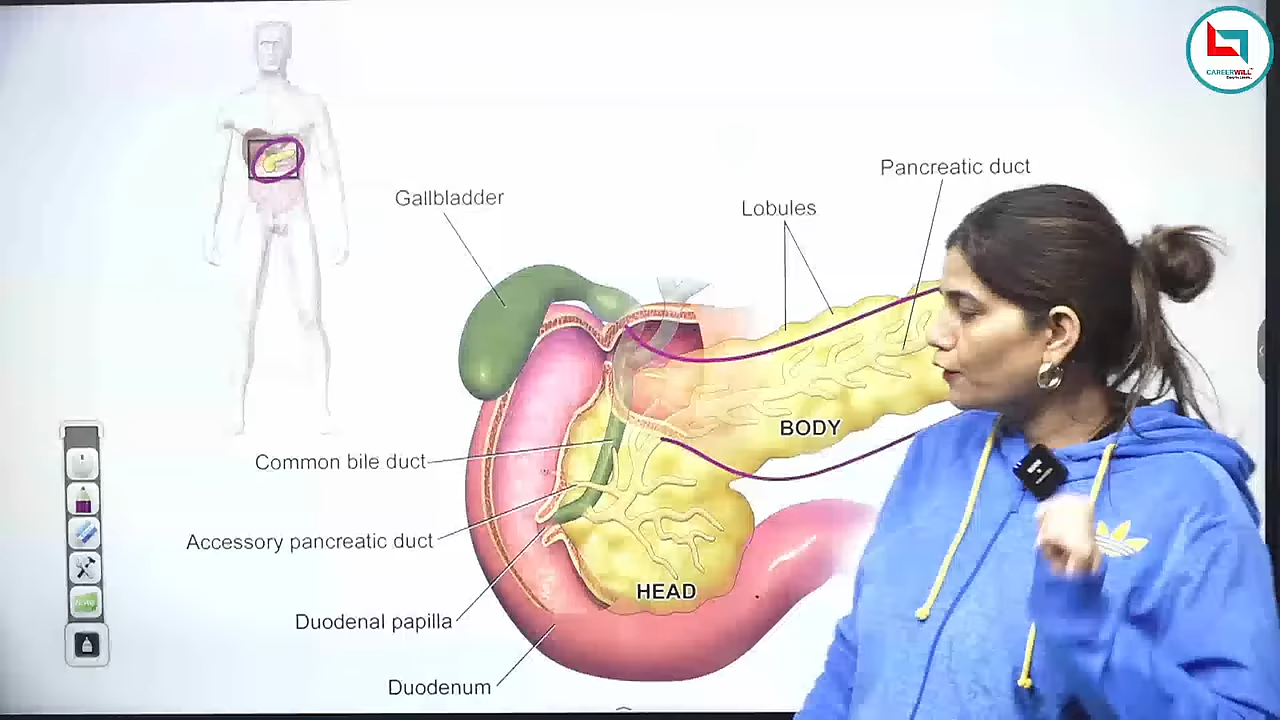 CAREERWILL
Pancreatic duct
Gallbladder
Lobules
BODY
Common bile duct
Accessory pancreatic duct
HEAD
Duodenal papilla
Duodenum